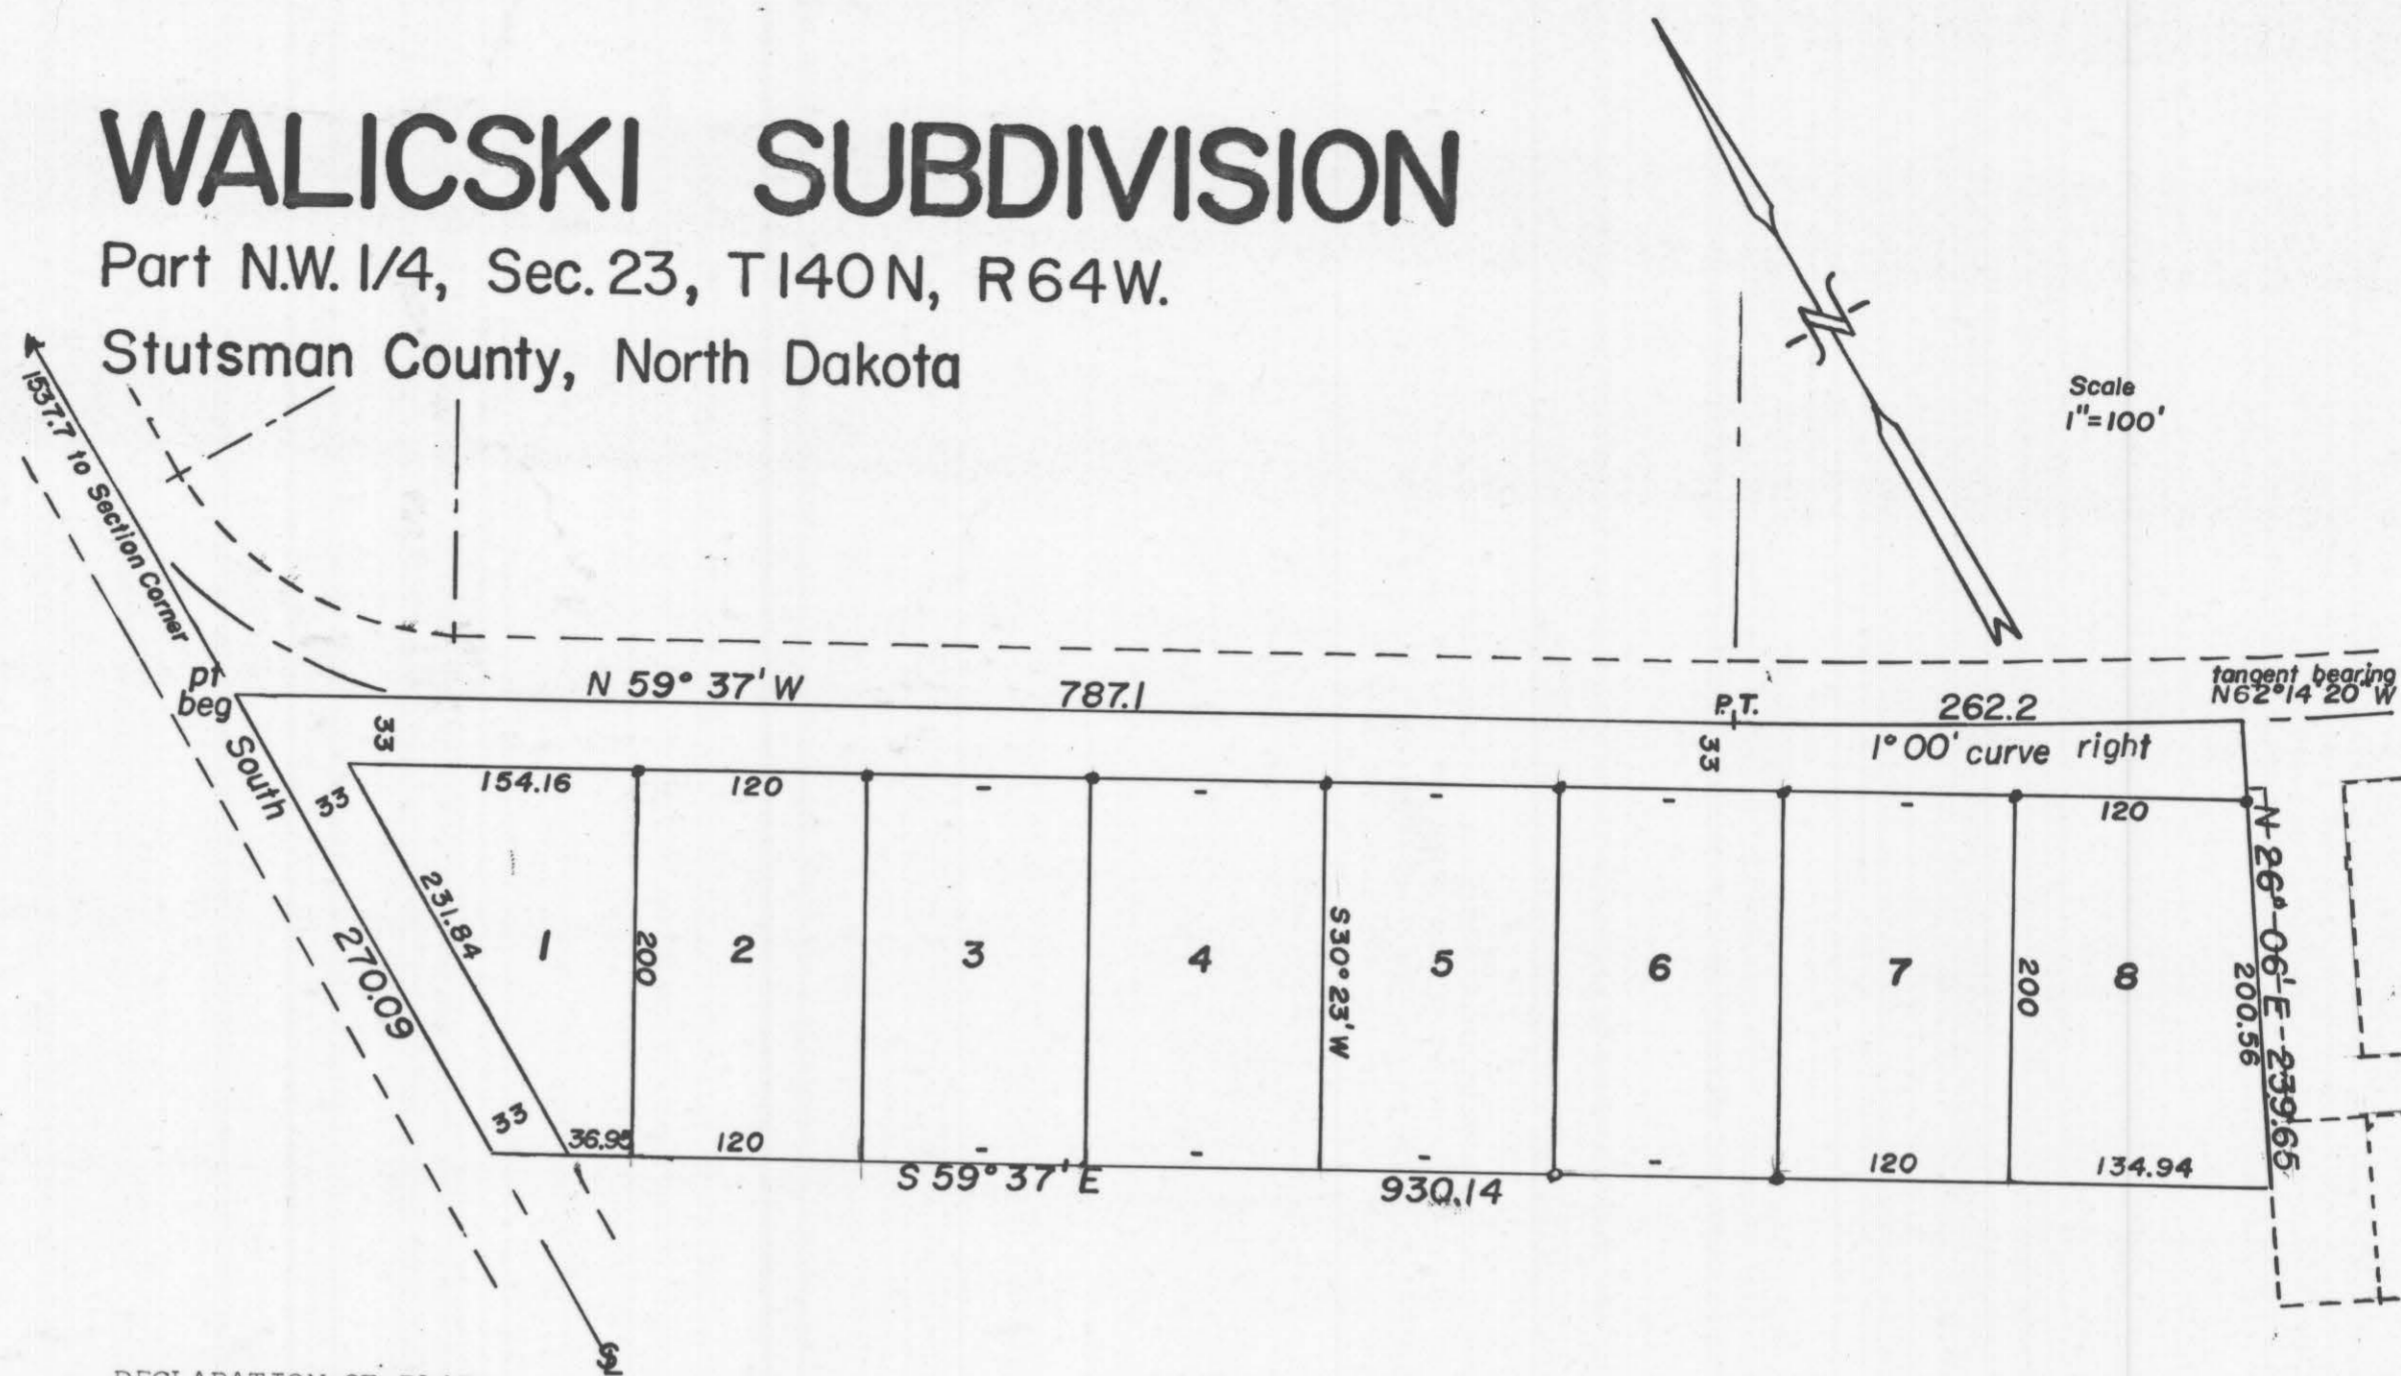 WALICSKI SUBDIVISION
Part N.W. 1/4, Sec. 23, T140N, R64W.
Stutsman County, North Dakota
Scale
1"=100'
1537.7 to Section Corner
pt
beg
South
270.09
N 59° 37' W
787.1
P.T.
262.2
1° 00' curve right
tangent bearing
N62°14'20"W
33
33
33
33
154.16
120
-
-
-
-
-
120
231.84
1
200
2
3
4
S30°23'W
5
6
7
200
8
200.56
N-26°-06'-E-239.65
36.95
120
-
-
-
-
120
134.94
S 59°37' E
930.14